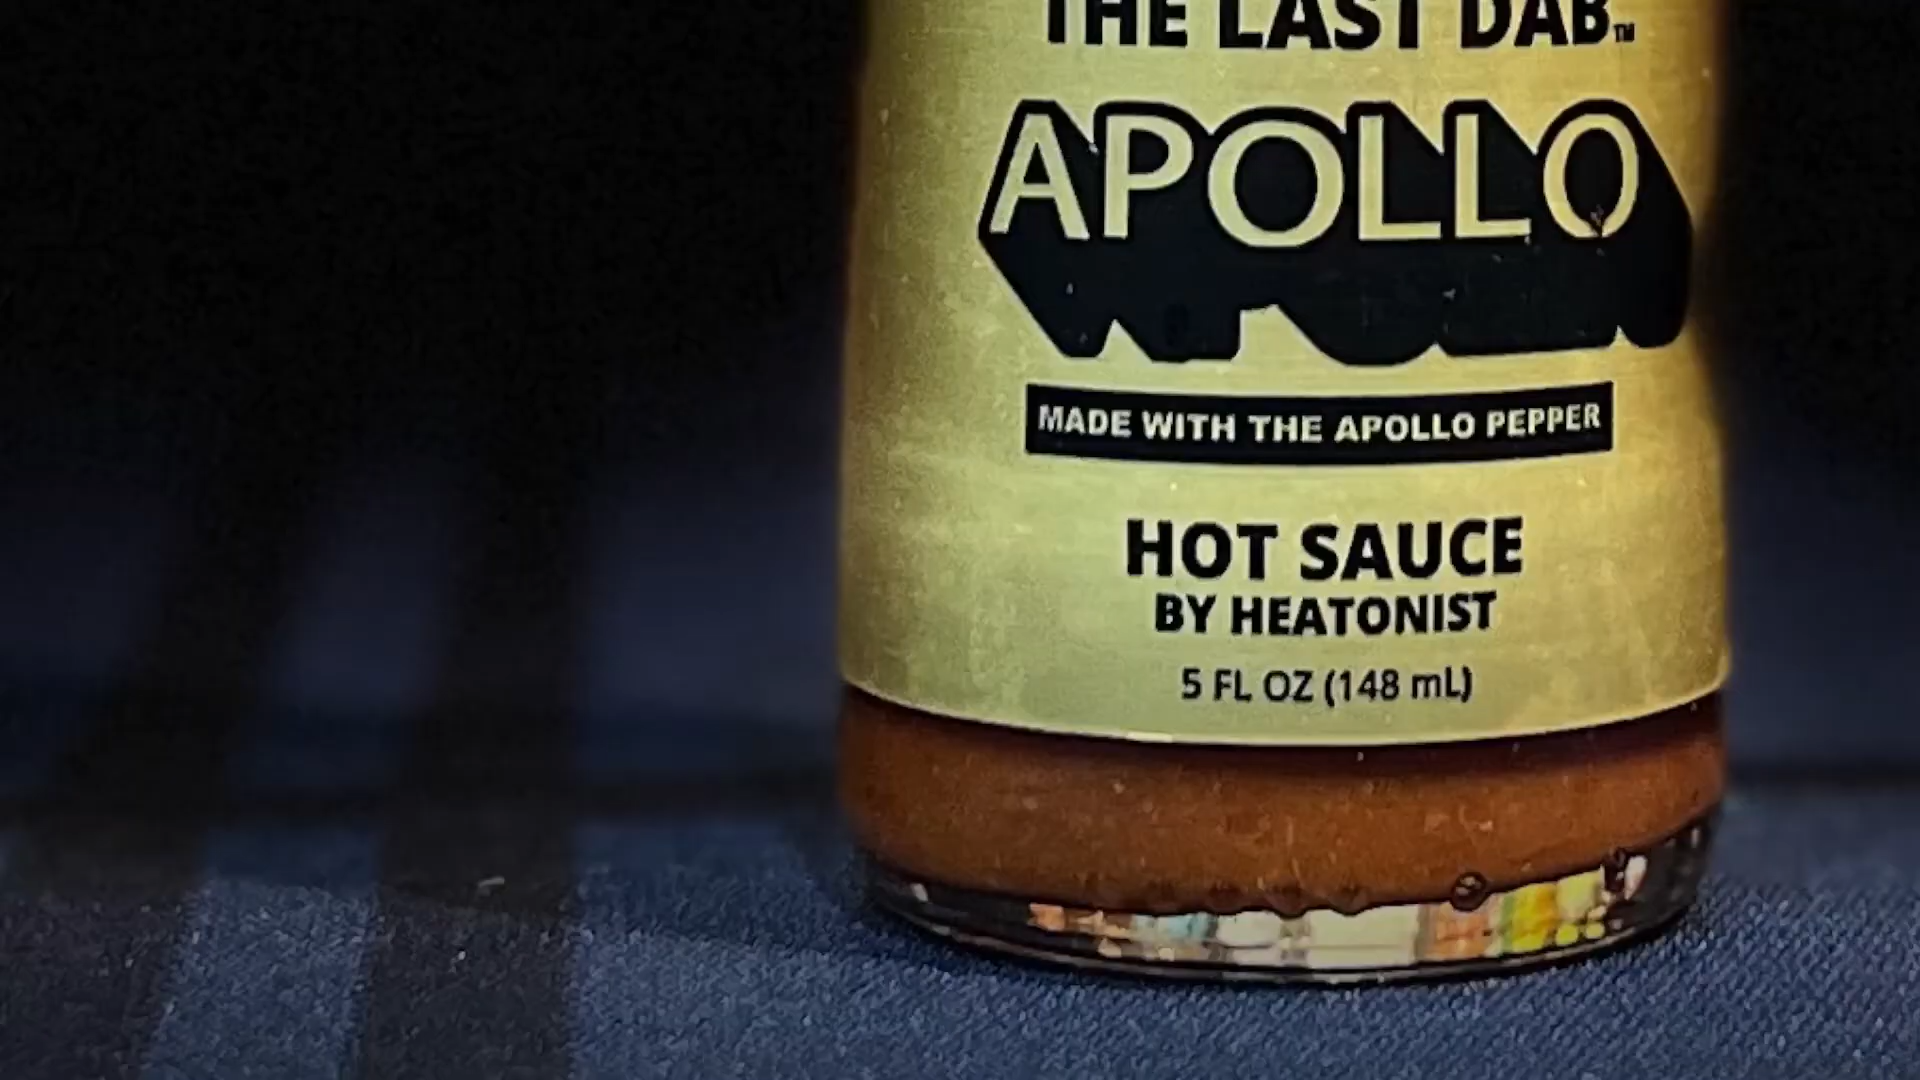 THE LAST DAB™
APOLLO
MADE WITH THE APOLLO PEPPER
HOT SAUCE
BY HEATONIST
5 FL OZ (148 mL)